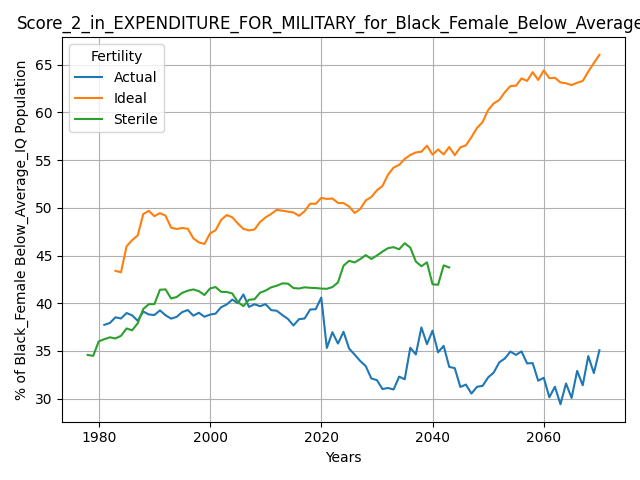 Score_2_in_EXPENDITURE_FOR_MILITARY_for_Black_Female_Below_Average
Fertility
Actual
Ideal
Sterile
% of Black_Female Below_Average_IQ Population
65
60
55
50
45
40
35
30
1980
2000
2020
2040
2060
Years